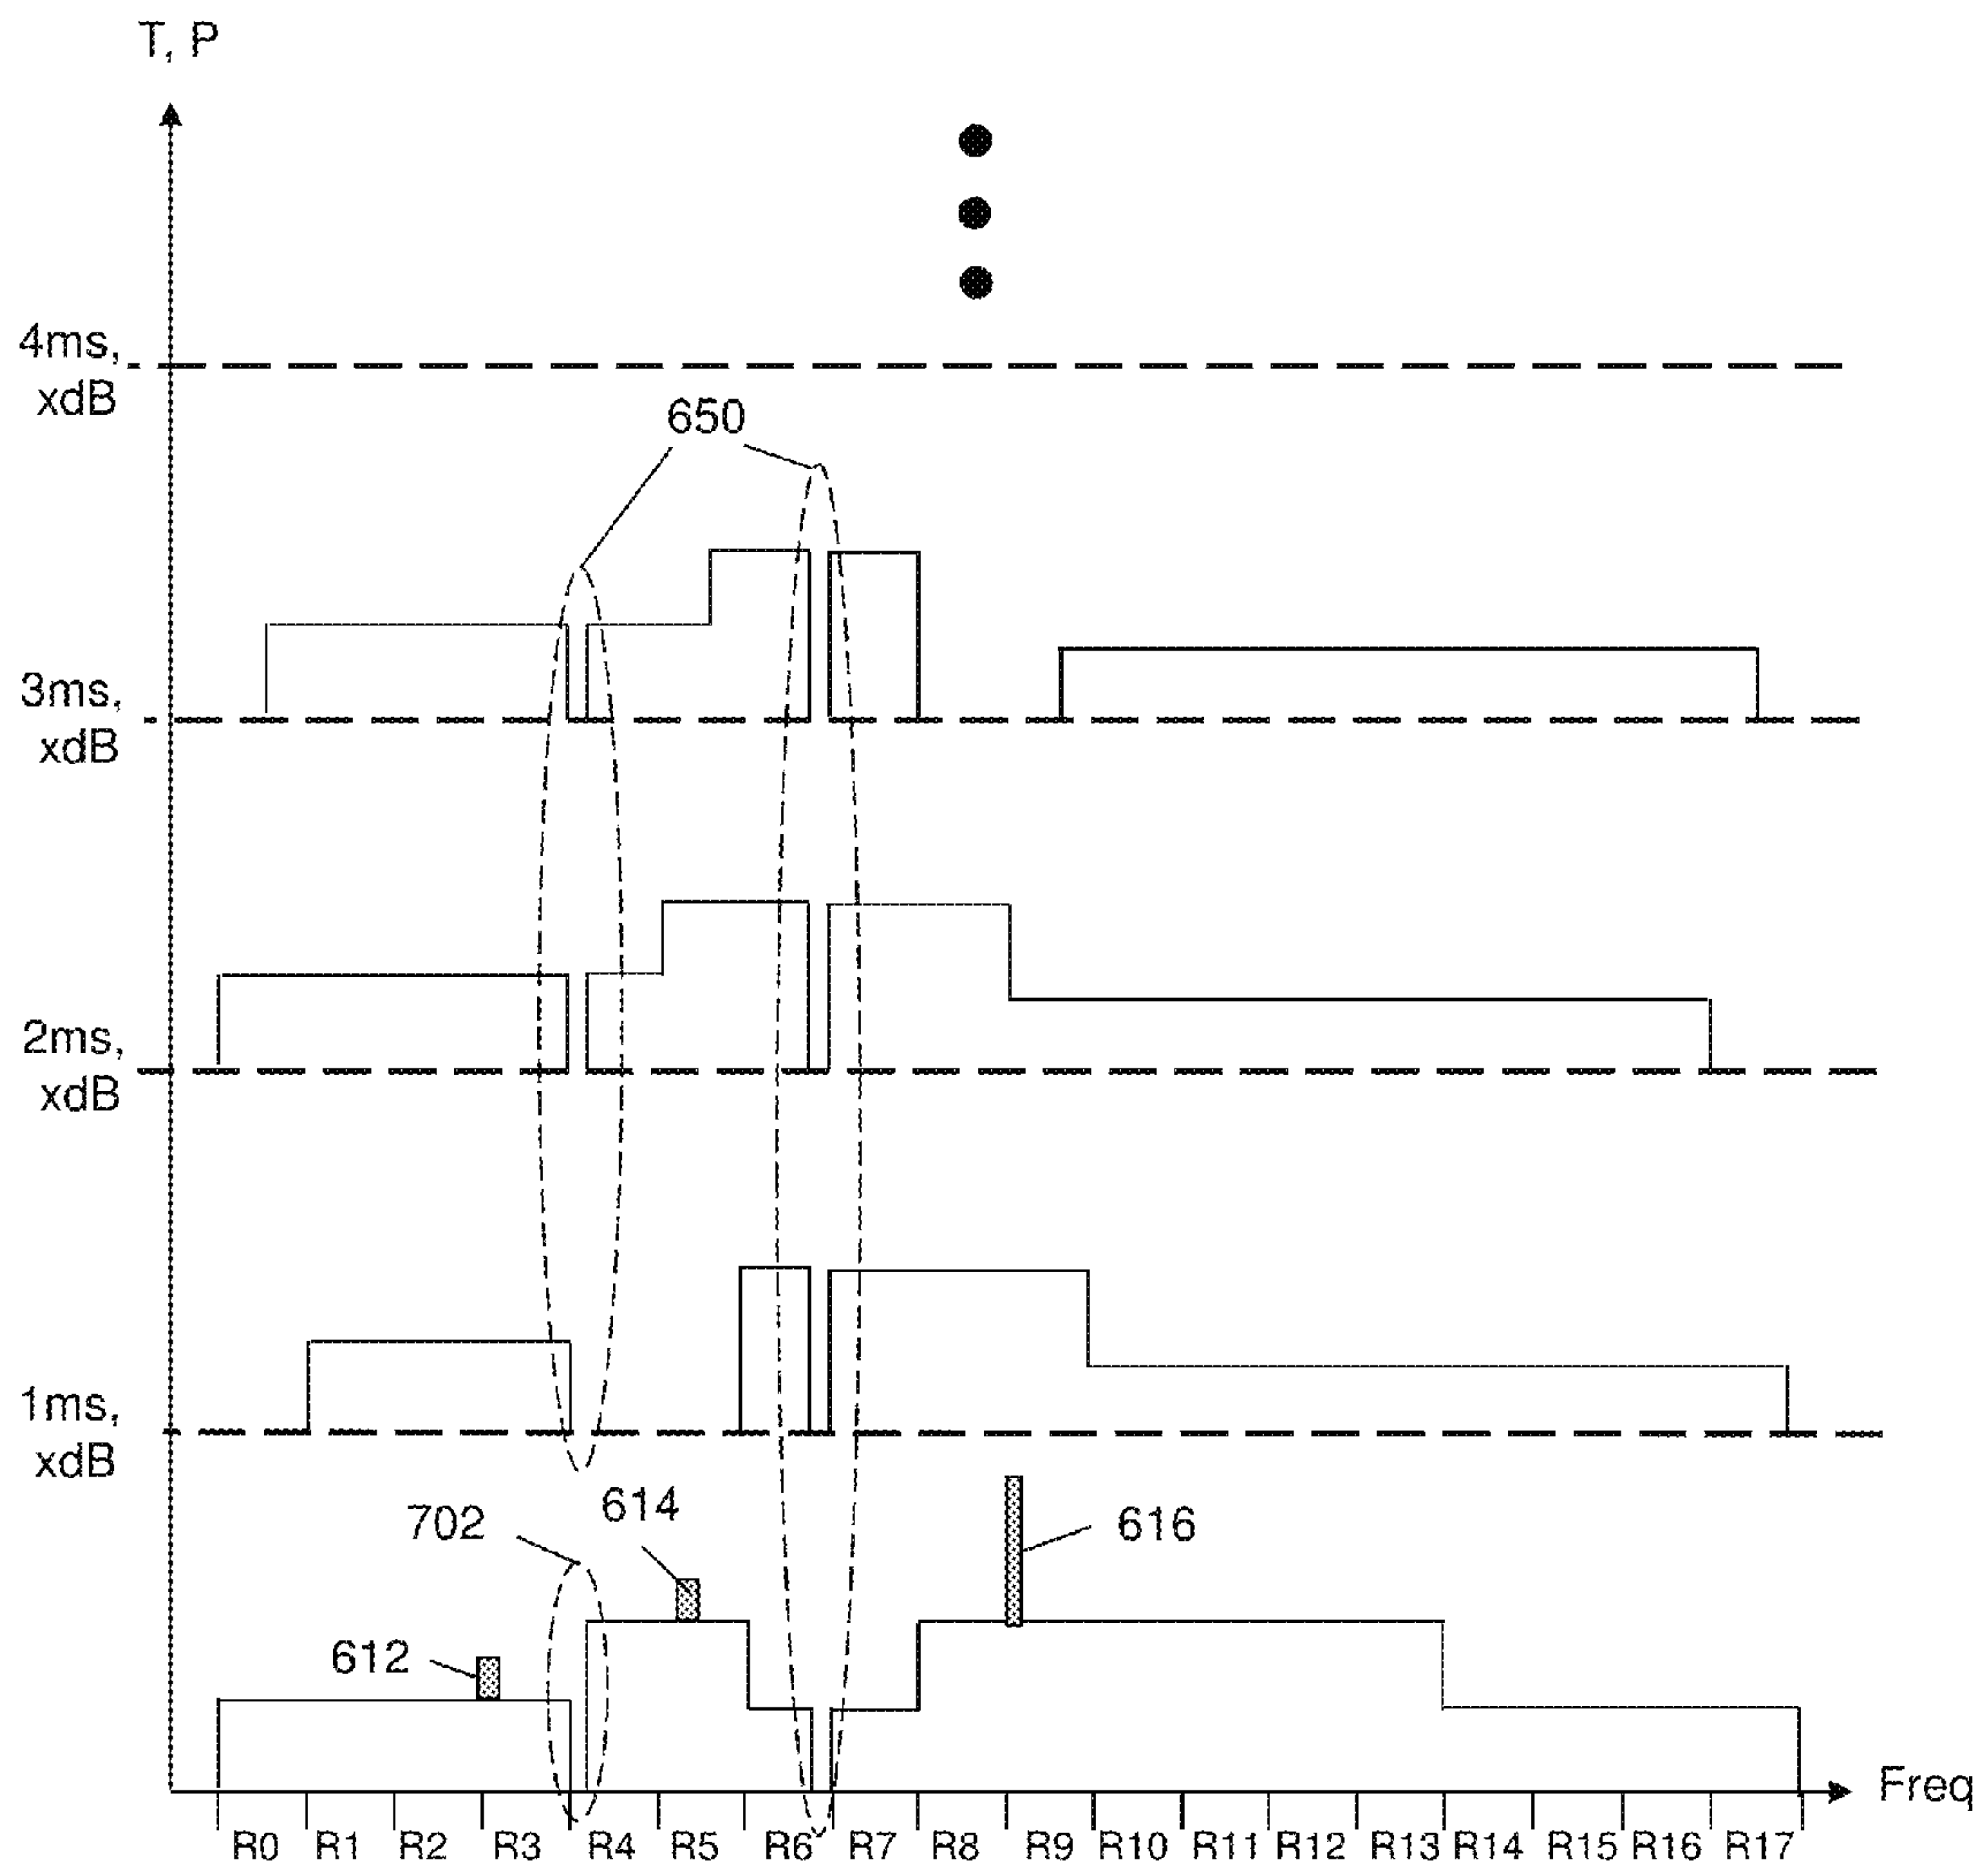 T, P
4ms,
xdB
650
3ms,
xdB
2ms,
xdB
1ms,
xdB
702
614
616
612
Freq
R0 R1 R2 R3 R4 R5 R6 R7 R8 R9 R10 R11 R12 R13 R14 R15 R16 R17